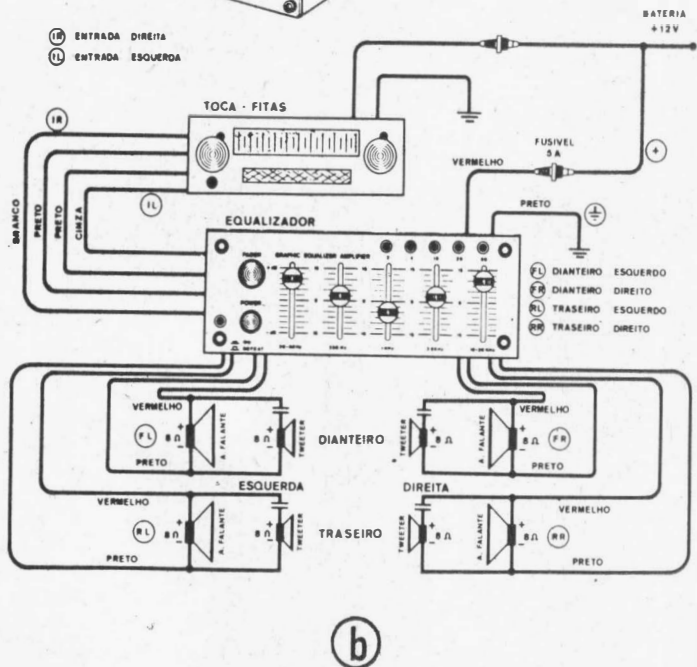 BATERIA
+12V
IR ENTRADA DIREITA
IL ENTRADA ESQUERDA
TOCA - FITAS
IR
FUSIVEL
5A
VERMELHO
+
IL
PRETO
BRANCO
PRETO
PRETO
CINZA
EQUALIZADOR
FADER
GRAPHIC EQUALIZER AMPLIFIER
POWER
FL DIANTEIRO ESQUERDO
FR DIANTEIRO DIREITO
RL TRASEIRO ESQUERDO
RR TRASEIRO DIREITO
VERMELHO
FL
+
8Ω
-
A. FALANTE
+
8Ω
-
TWEETER
PRETO
DIANTEIRO
TWEETER
+
8Ω
-
A. FALANTE
VERMELHO
+
8Ω
-
FR
PRETO
ESQUERDA
DIREITA
VERMELHO
RL
+
8Ω
-
A. FALANTE
+
8Ω
-
TWEETER
PRETO
TRASEIRO
TWEETER
+
8Ω
-
A. FALANTE
VERMELHO
+
8Ω
-
RR
PRETO
b